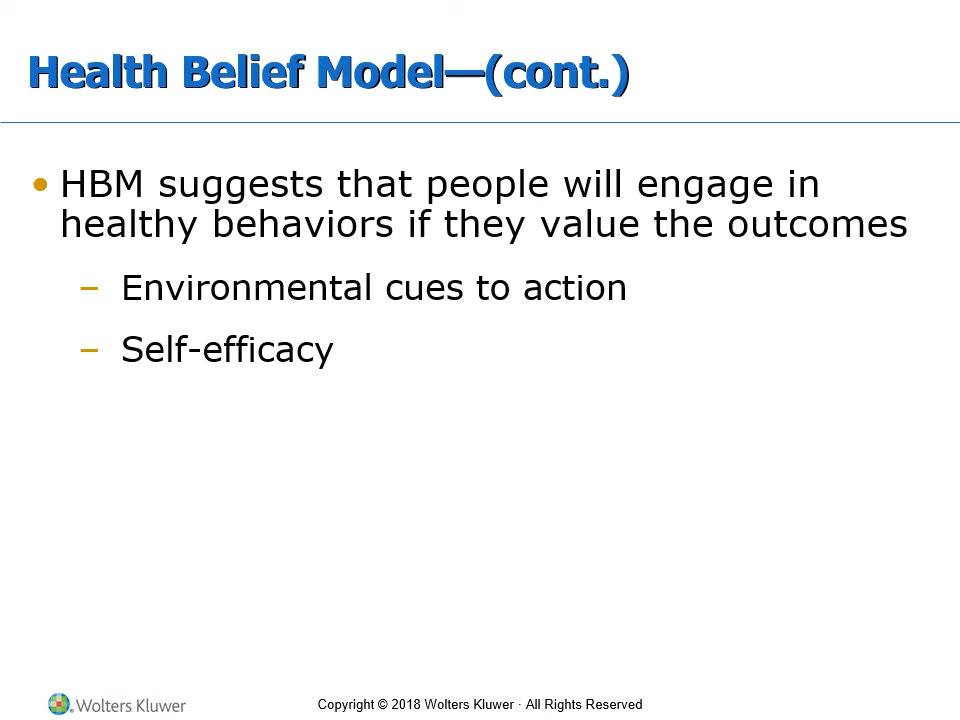 Health Belief Model—(cont.)
• HBM suggests that people will engage in
healthy behaviors if they value the outcomes
– Environmental cues to action
– Self-efficacy
Wolters Kluwer
Copyright © 2018 Wolters Kluwer · All Rights Reserved